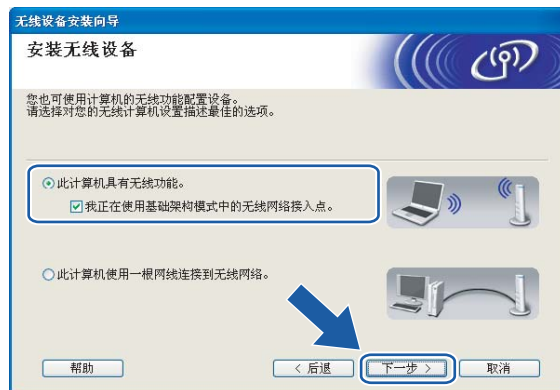 无线设备安装向导
安装无线设备
您也可使用计算机的无线功能配置设备。
请选择对您的无线计算机设置描述最佳的选项。
此计算机具有无线功能。
我正在使用基础架构模式中的无线网络接入点。
此计算机使用一根网线连接到无线网络。
帮助
< 后退
下一步 >
取消